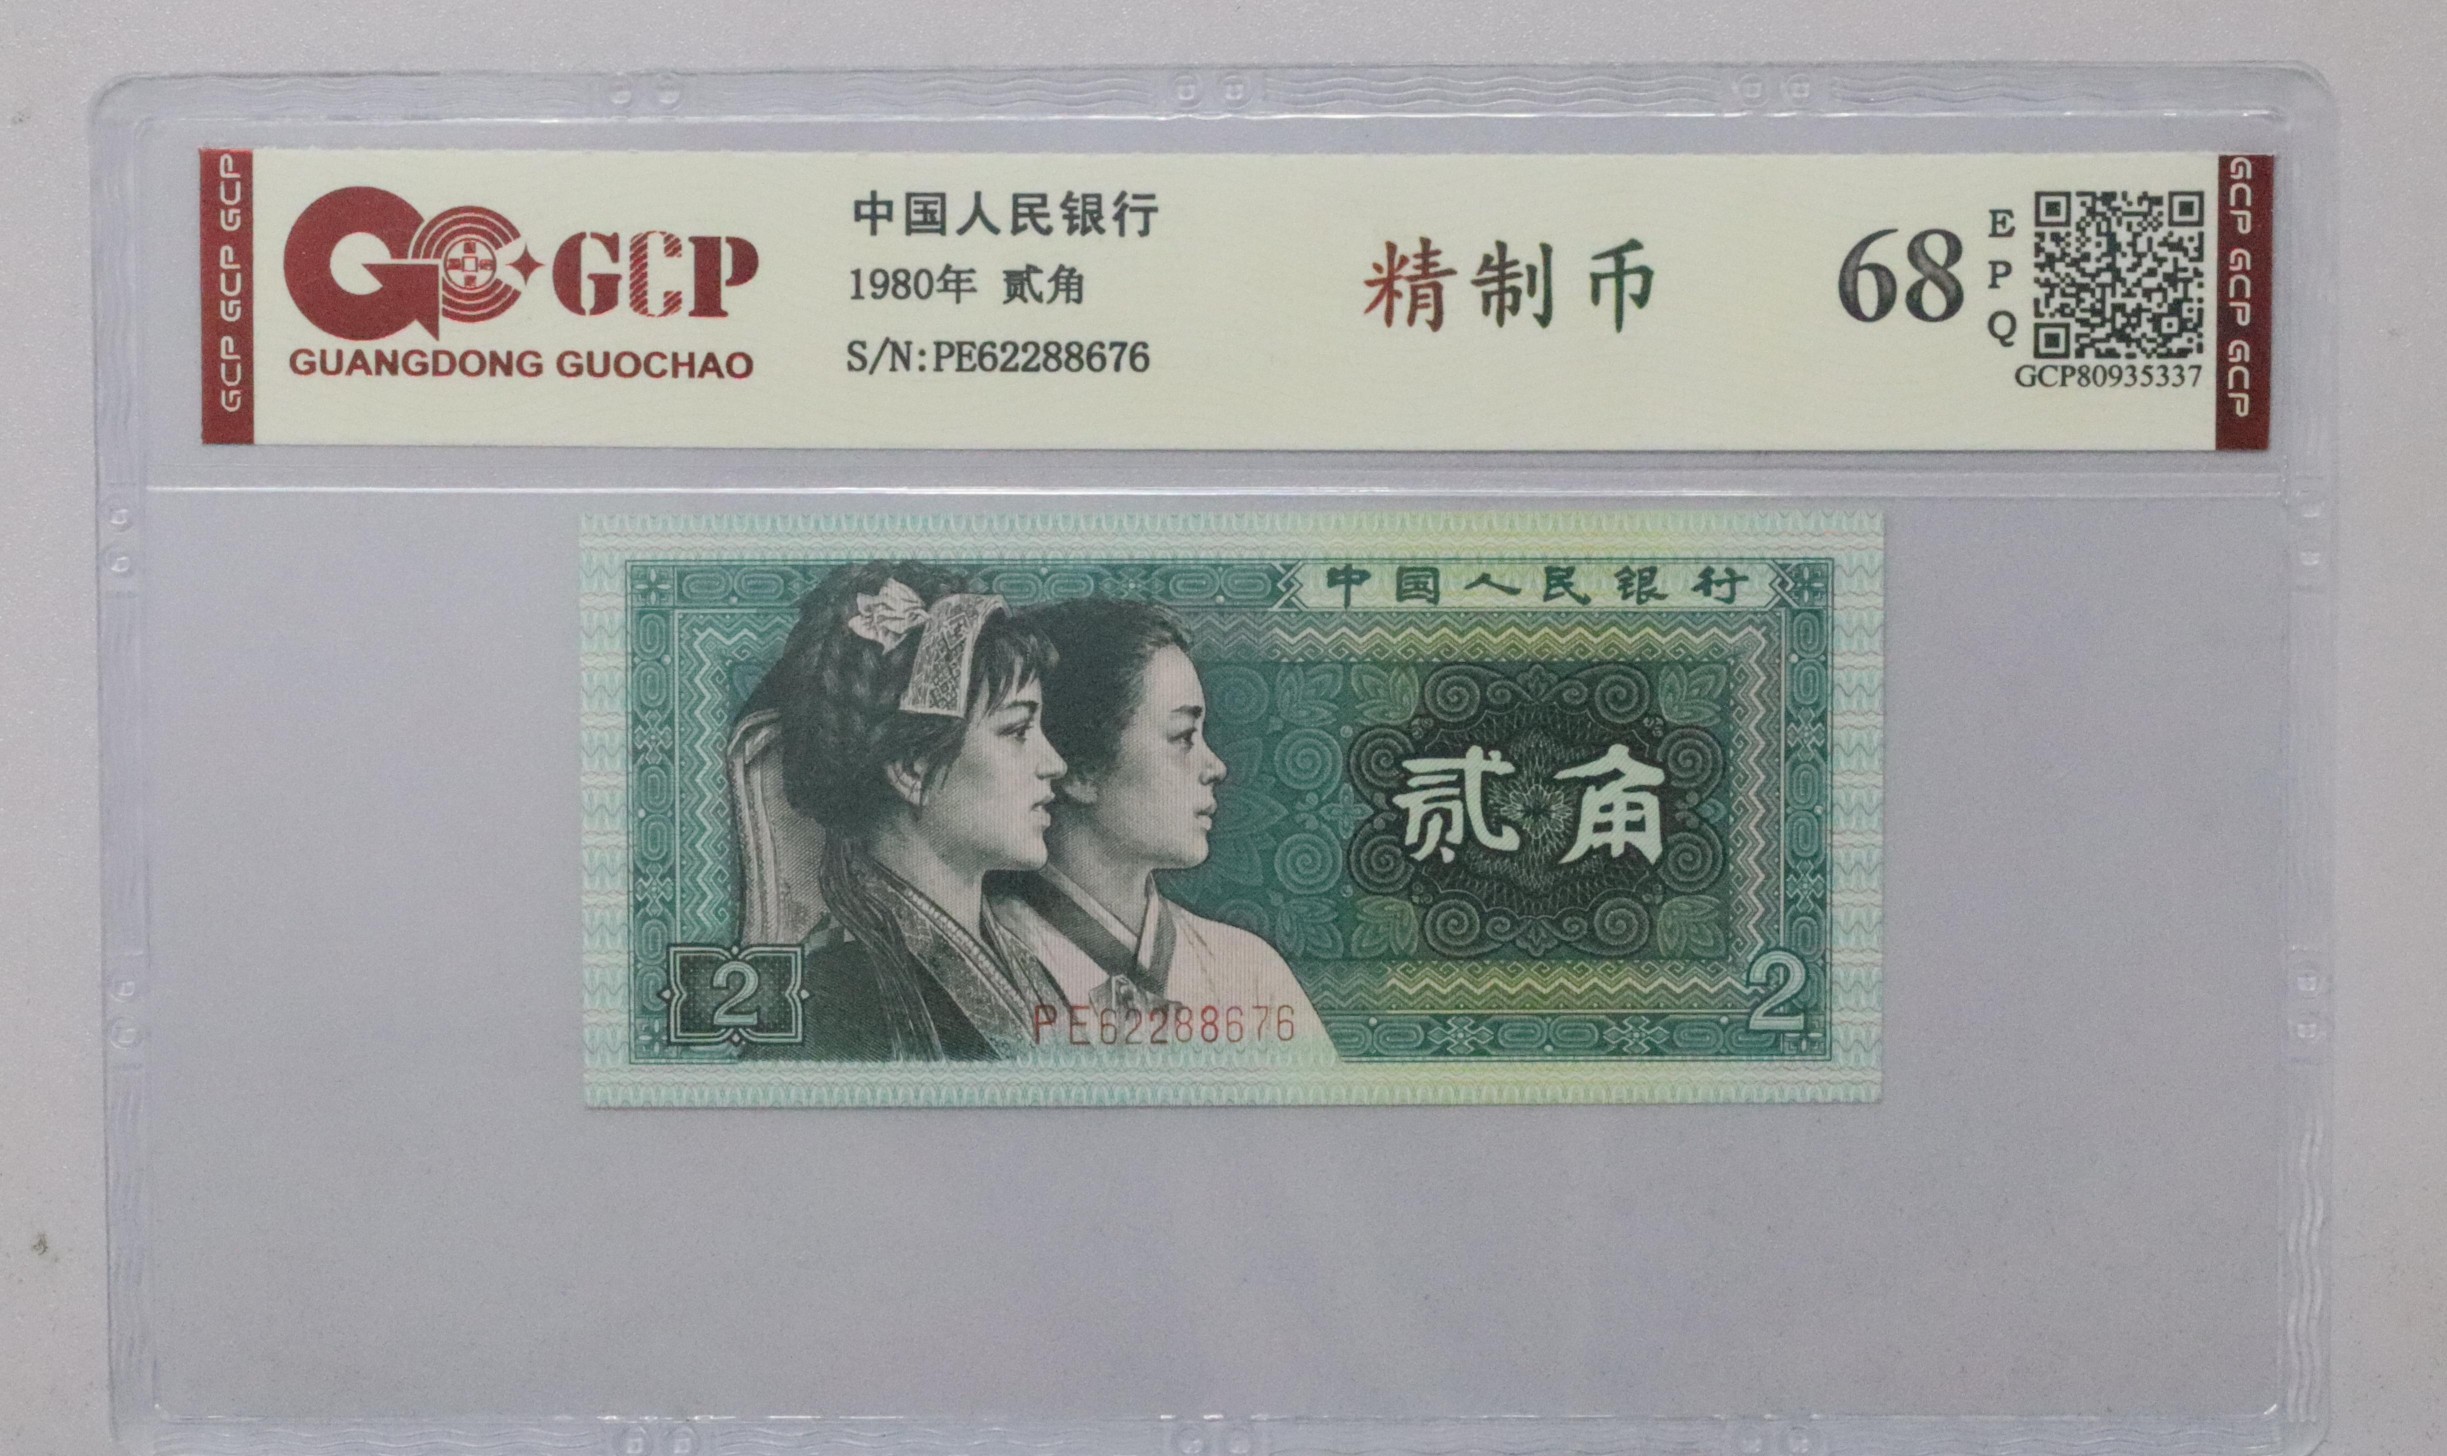 GCP GCP GCP
GCP
GUANGDONG GUOCHAO
中国人民银行
1980年 贰角
S/N:PE62288676
精制币
68
E
P
Q
GCP80935337
GCP GCP GCP
中国人民银行
贰角
2
PE62288676
2